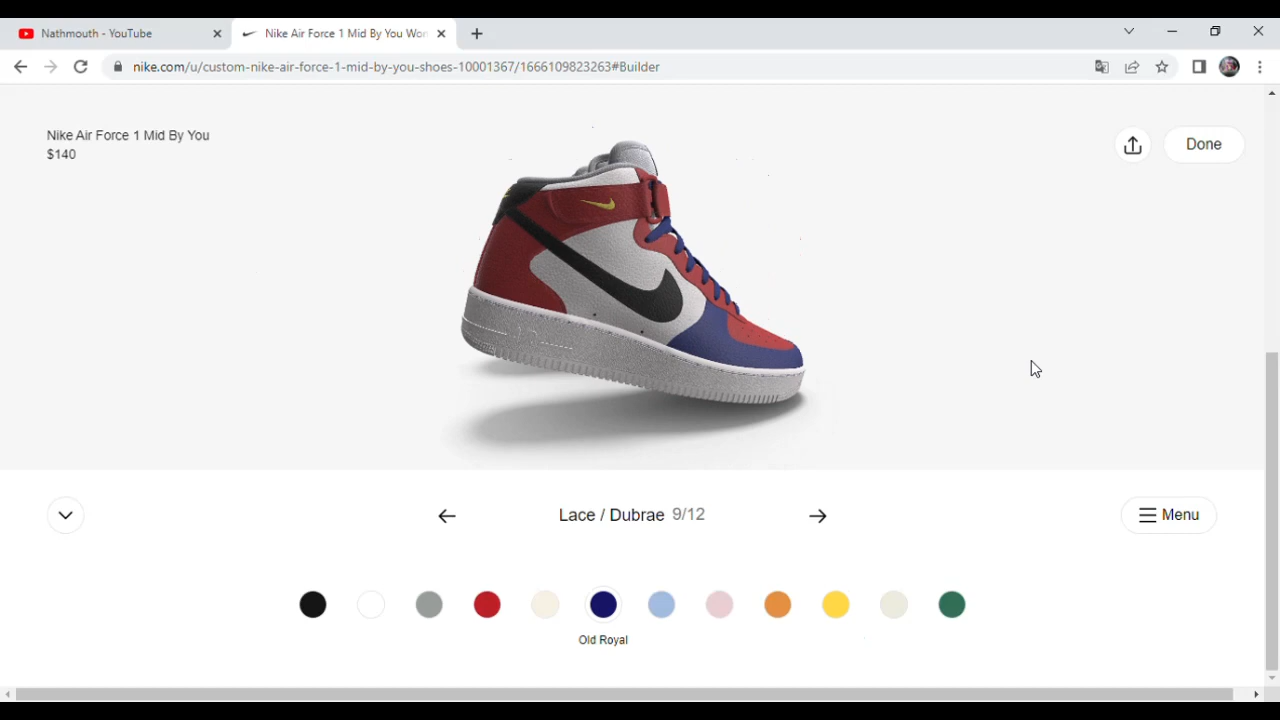 Nathmouth - YouTube
Nike Air Force 1 Mid By You Won
nike.com/u/custom-nike-air-force-1-mid-by-you-shoes-10001367/1666109823263#Builder
Nike Air Force 1 Mid By You
$140
Done
Lace / Dubrae 9/12
Menu
Old Royal